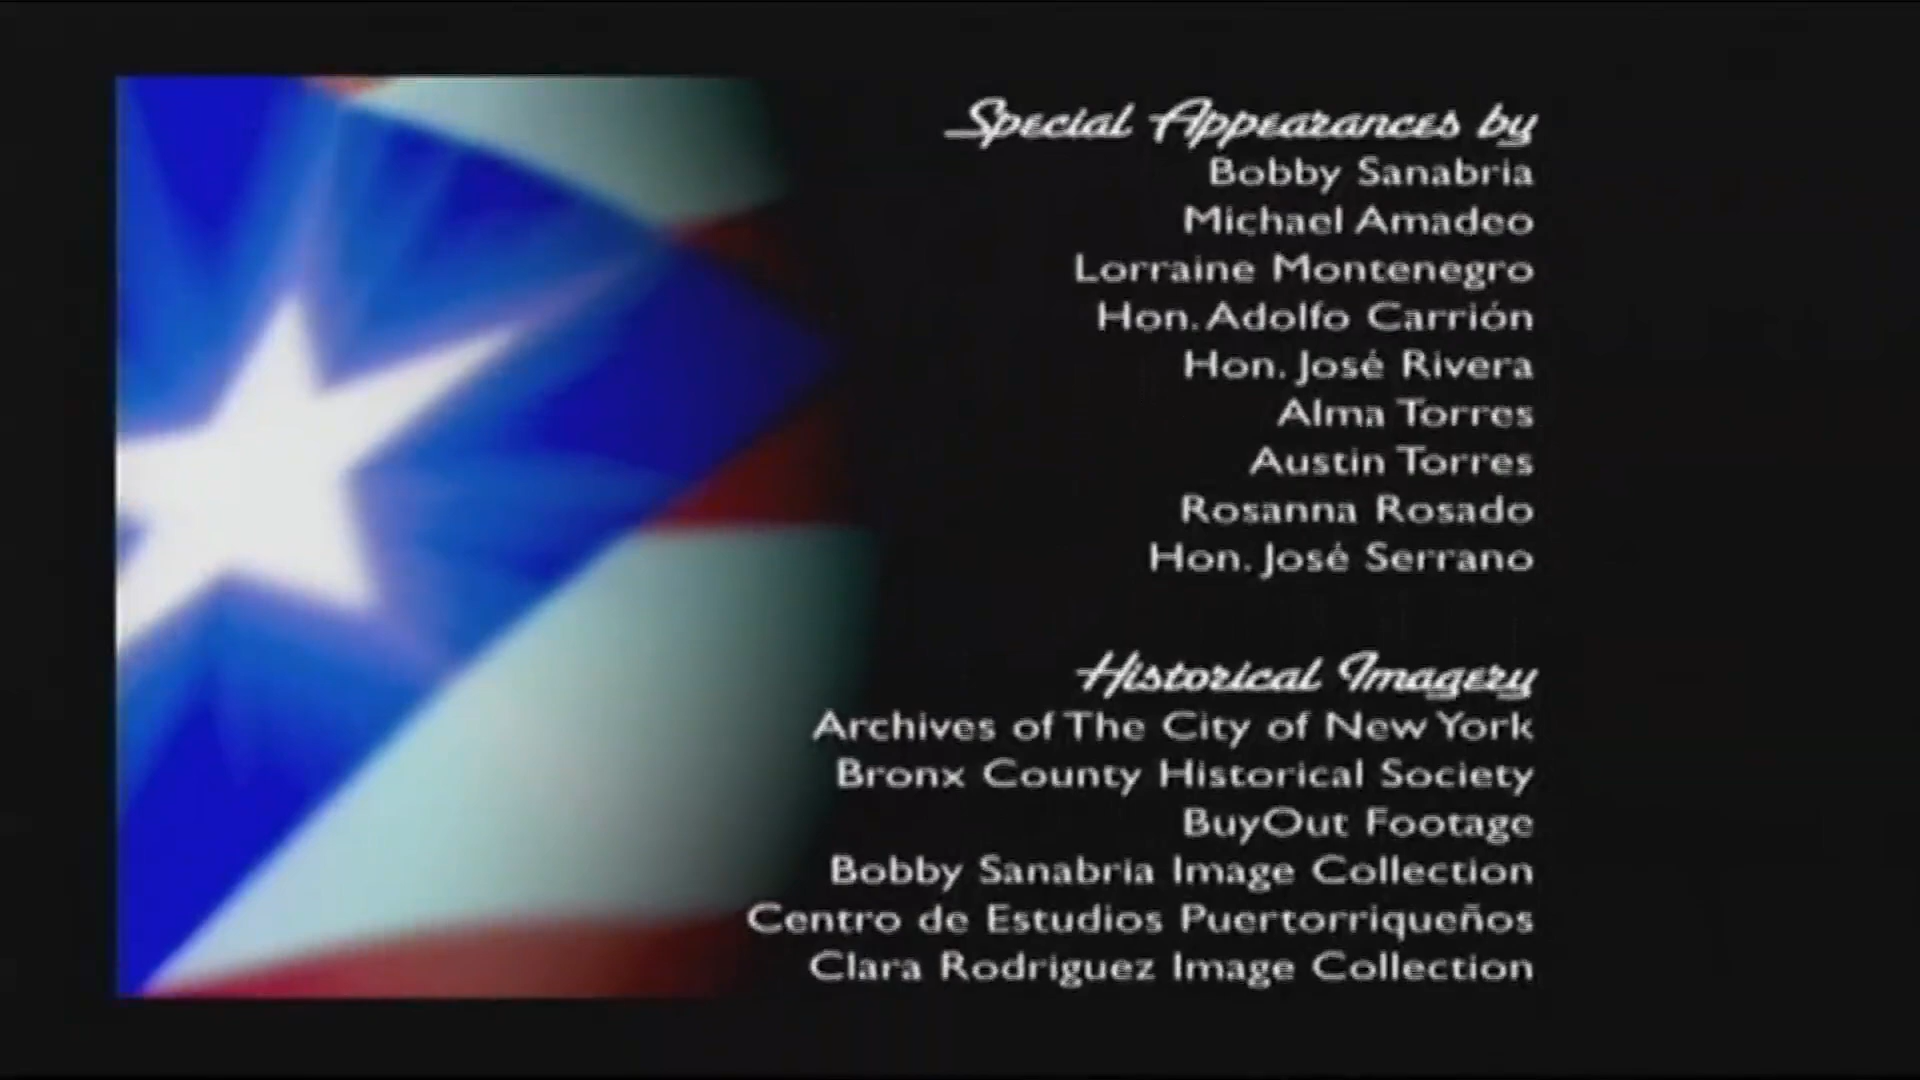 Special Appearances by
Bobby Sanabria
Michael Amadeo
Lorraine Montenegro
Hon. Adolfo Carrión
Hon. José Rivera
Alma Torres
Austin Torres
Rosanna Rosado
Hon. José Serrano
Historical Imagery
Archives of The City of New York
Bronx County Historical Society
BuyOut Footage
Bobby Sanabria Image Collection
Centro de Estudios Puertorriqueños
Clara Rodriguez Image Collection